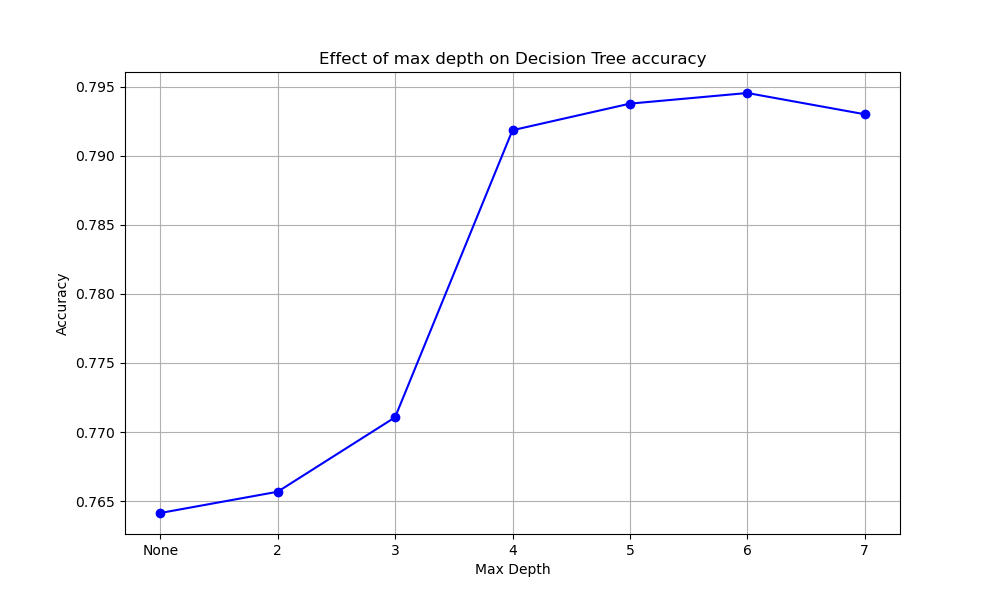 Effect of max depth on Decision Tree accuracy
0.795
0.790
0.785
0.780
0.775
0.770
0.765
Accuracy
None 2 3 4 5 6 7
Max Depth